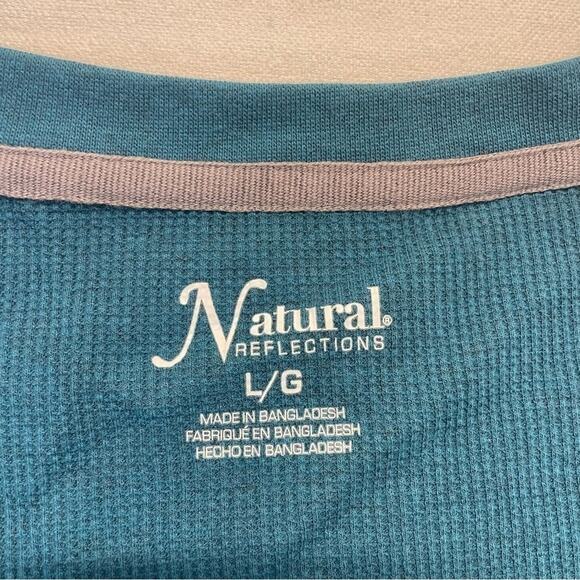 Natural®
REFLECTIONS
L/G
MADE IN BANGLADESH
FABRIQUÉ EN BANGLADESH
HECHO EN BANGLADESH